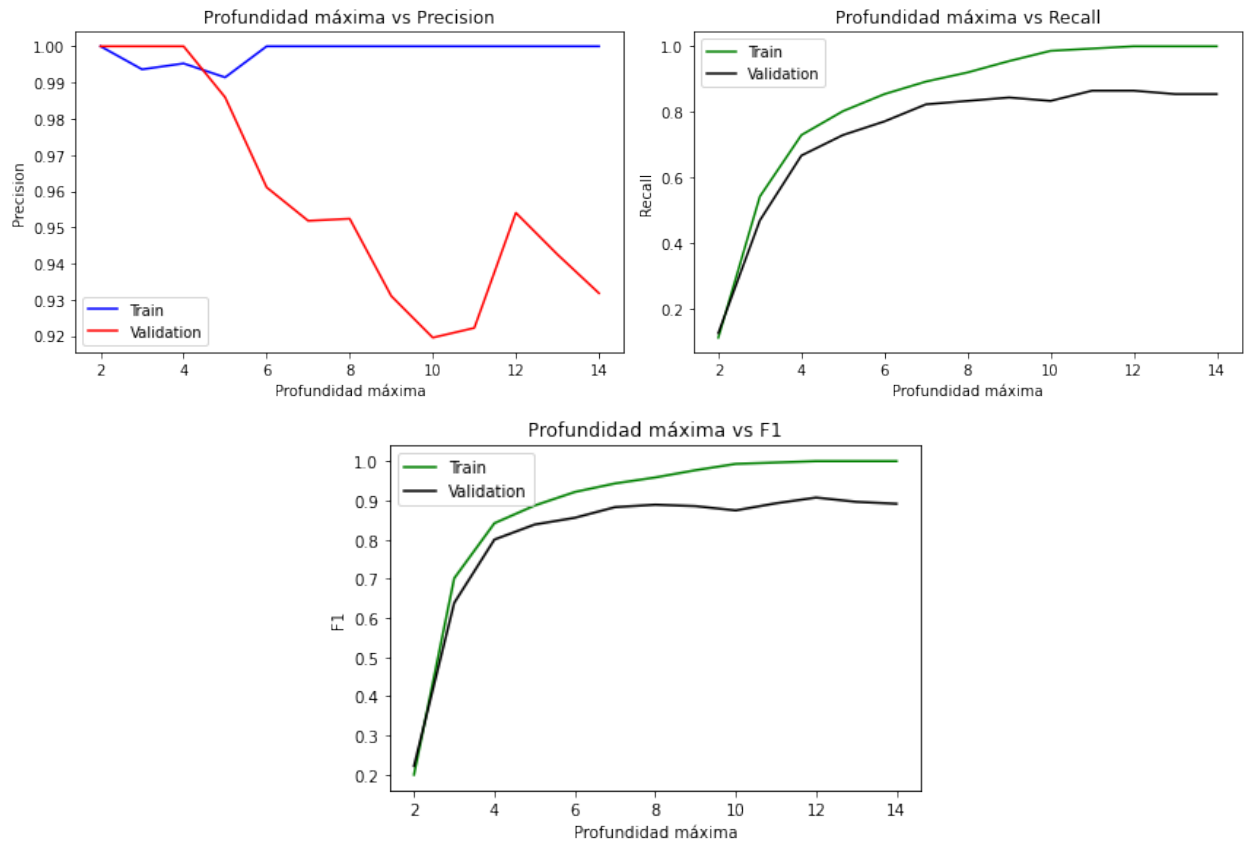 Profundidad máxima vs Precision
1.00
0.99
0.98
0.97
0.96
0.95
0.94
0.93
0.92
Precision
Train
Validation
2 4 6 8 10 12 14
Profundidad máxima
Profundidad máxima vs Recall
1.0
0.8
0.6
0.4
0.2
Recall
Train
Validation
2 4 6 8 10 12 14
Profundidad máxima
Profundidad máxima vs F1
1.0
0.9
0.8
0.7
0.6
0.5
0.4
0.3
0.2
F1
Train
Validation
2 4 6 8 10 12 14
Profundidad máxima